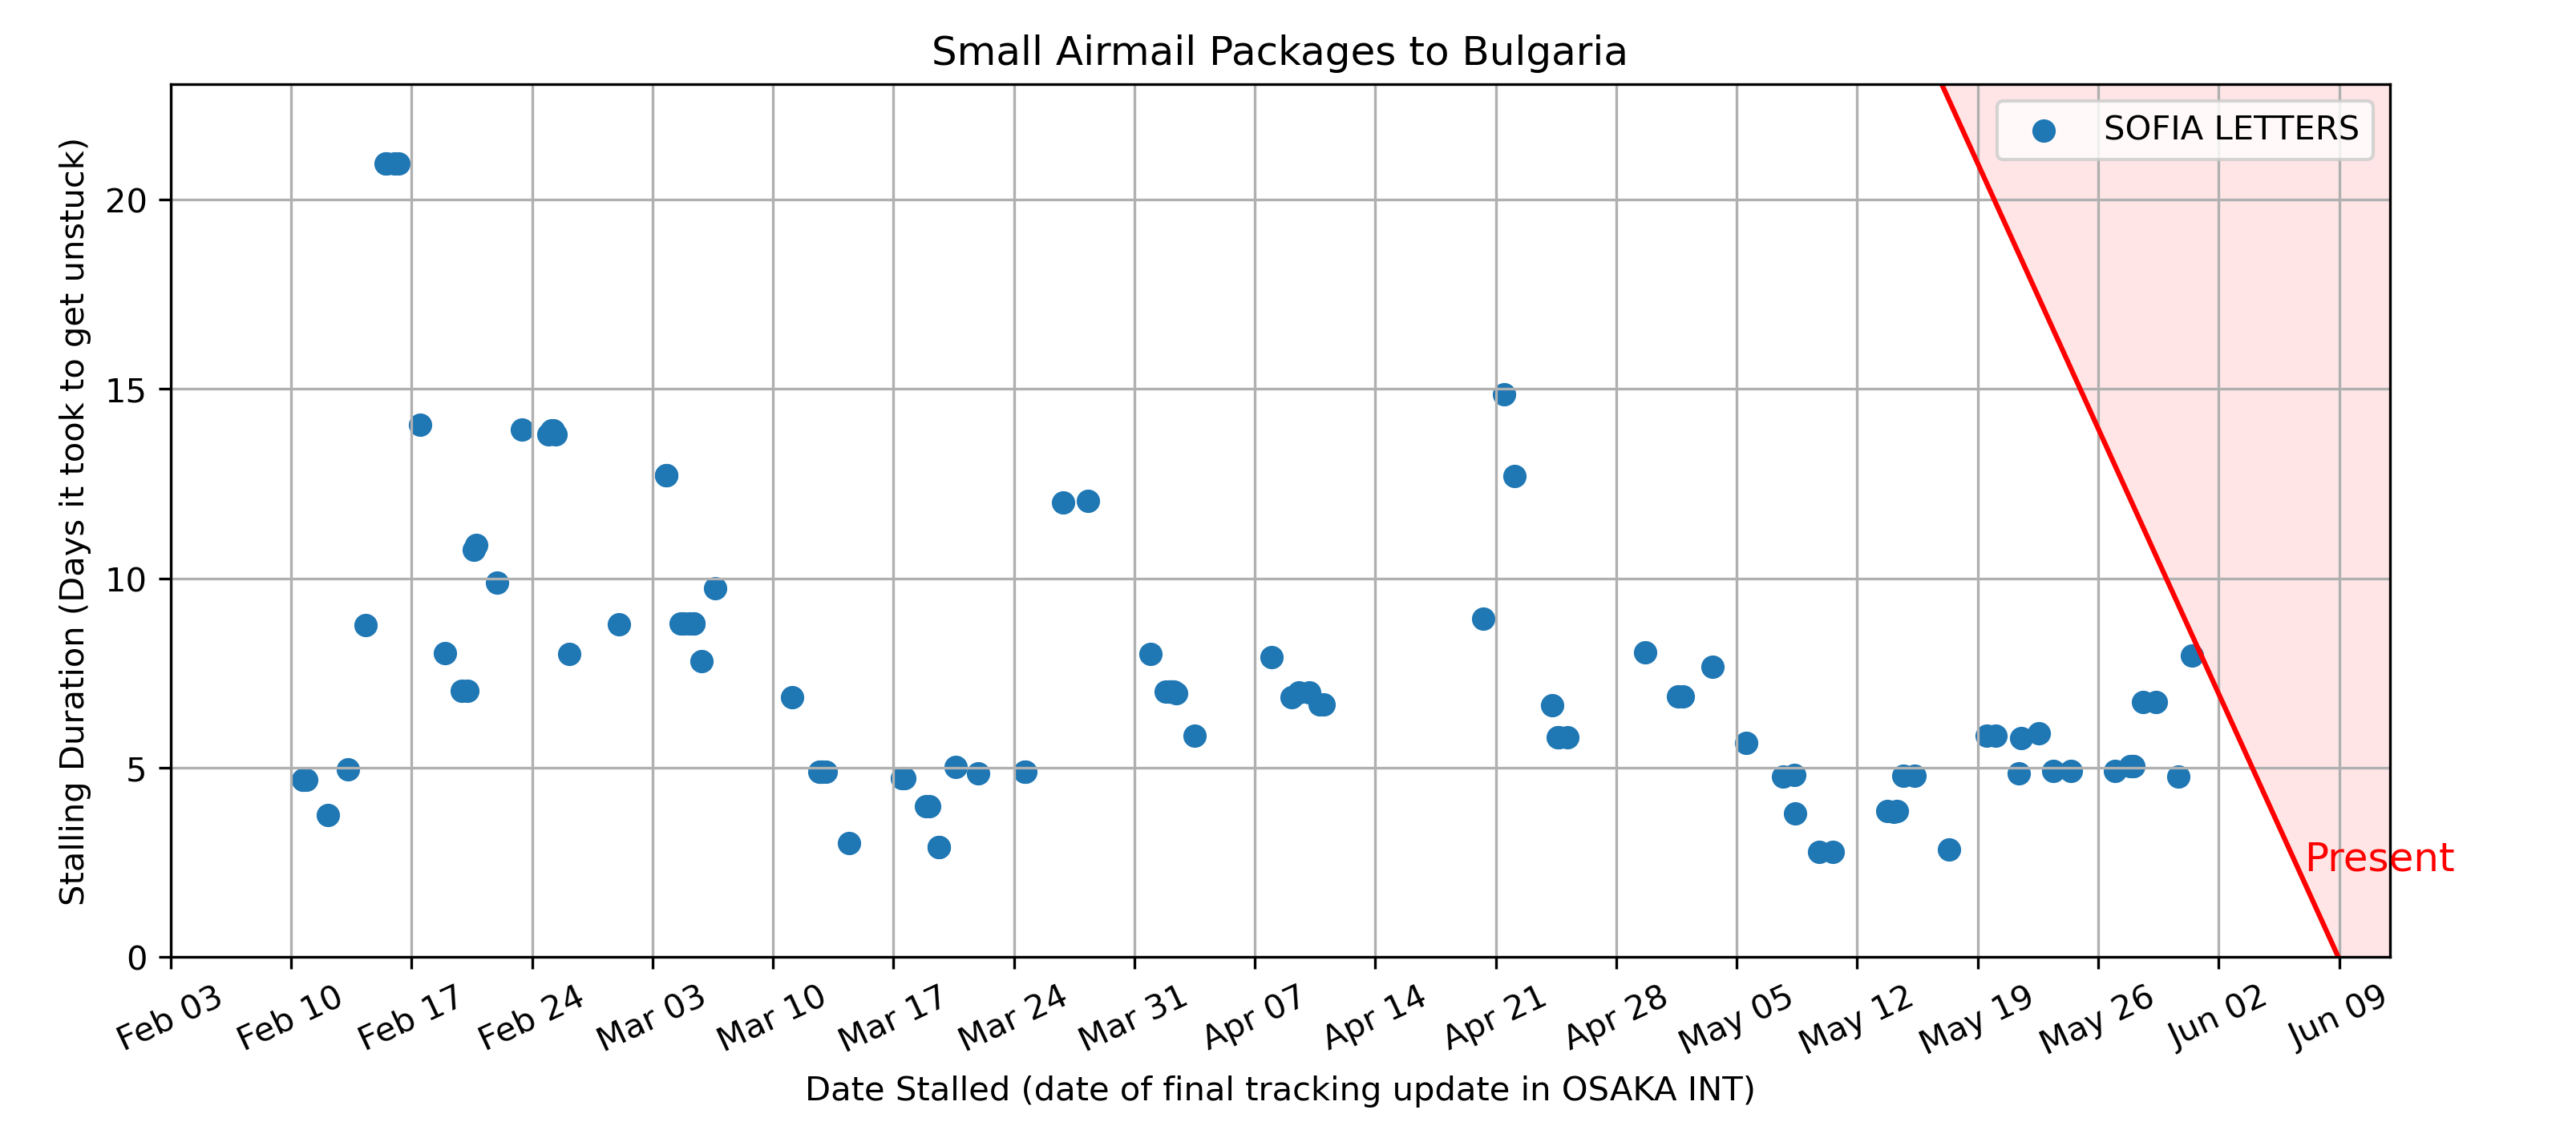 Small Airmail Packages to Bulgaria
SOFIA LETTERS
Stalling Duration (Days it took to get unstuck)
20
15
10
5
0
Present
Feb 03
Feb 10
Feb 17
Feb 24
Mar 03
Mar 10
Mar 17
Mar 24
Mar 31
Apr 07
Apr 14
Apr 21
Apr 28
May 05
May 12
May 19
May 26
Jun 02
Jun 09
Date Stalled (date of final tracking update in OSAKA INT)